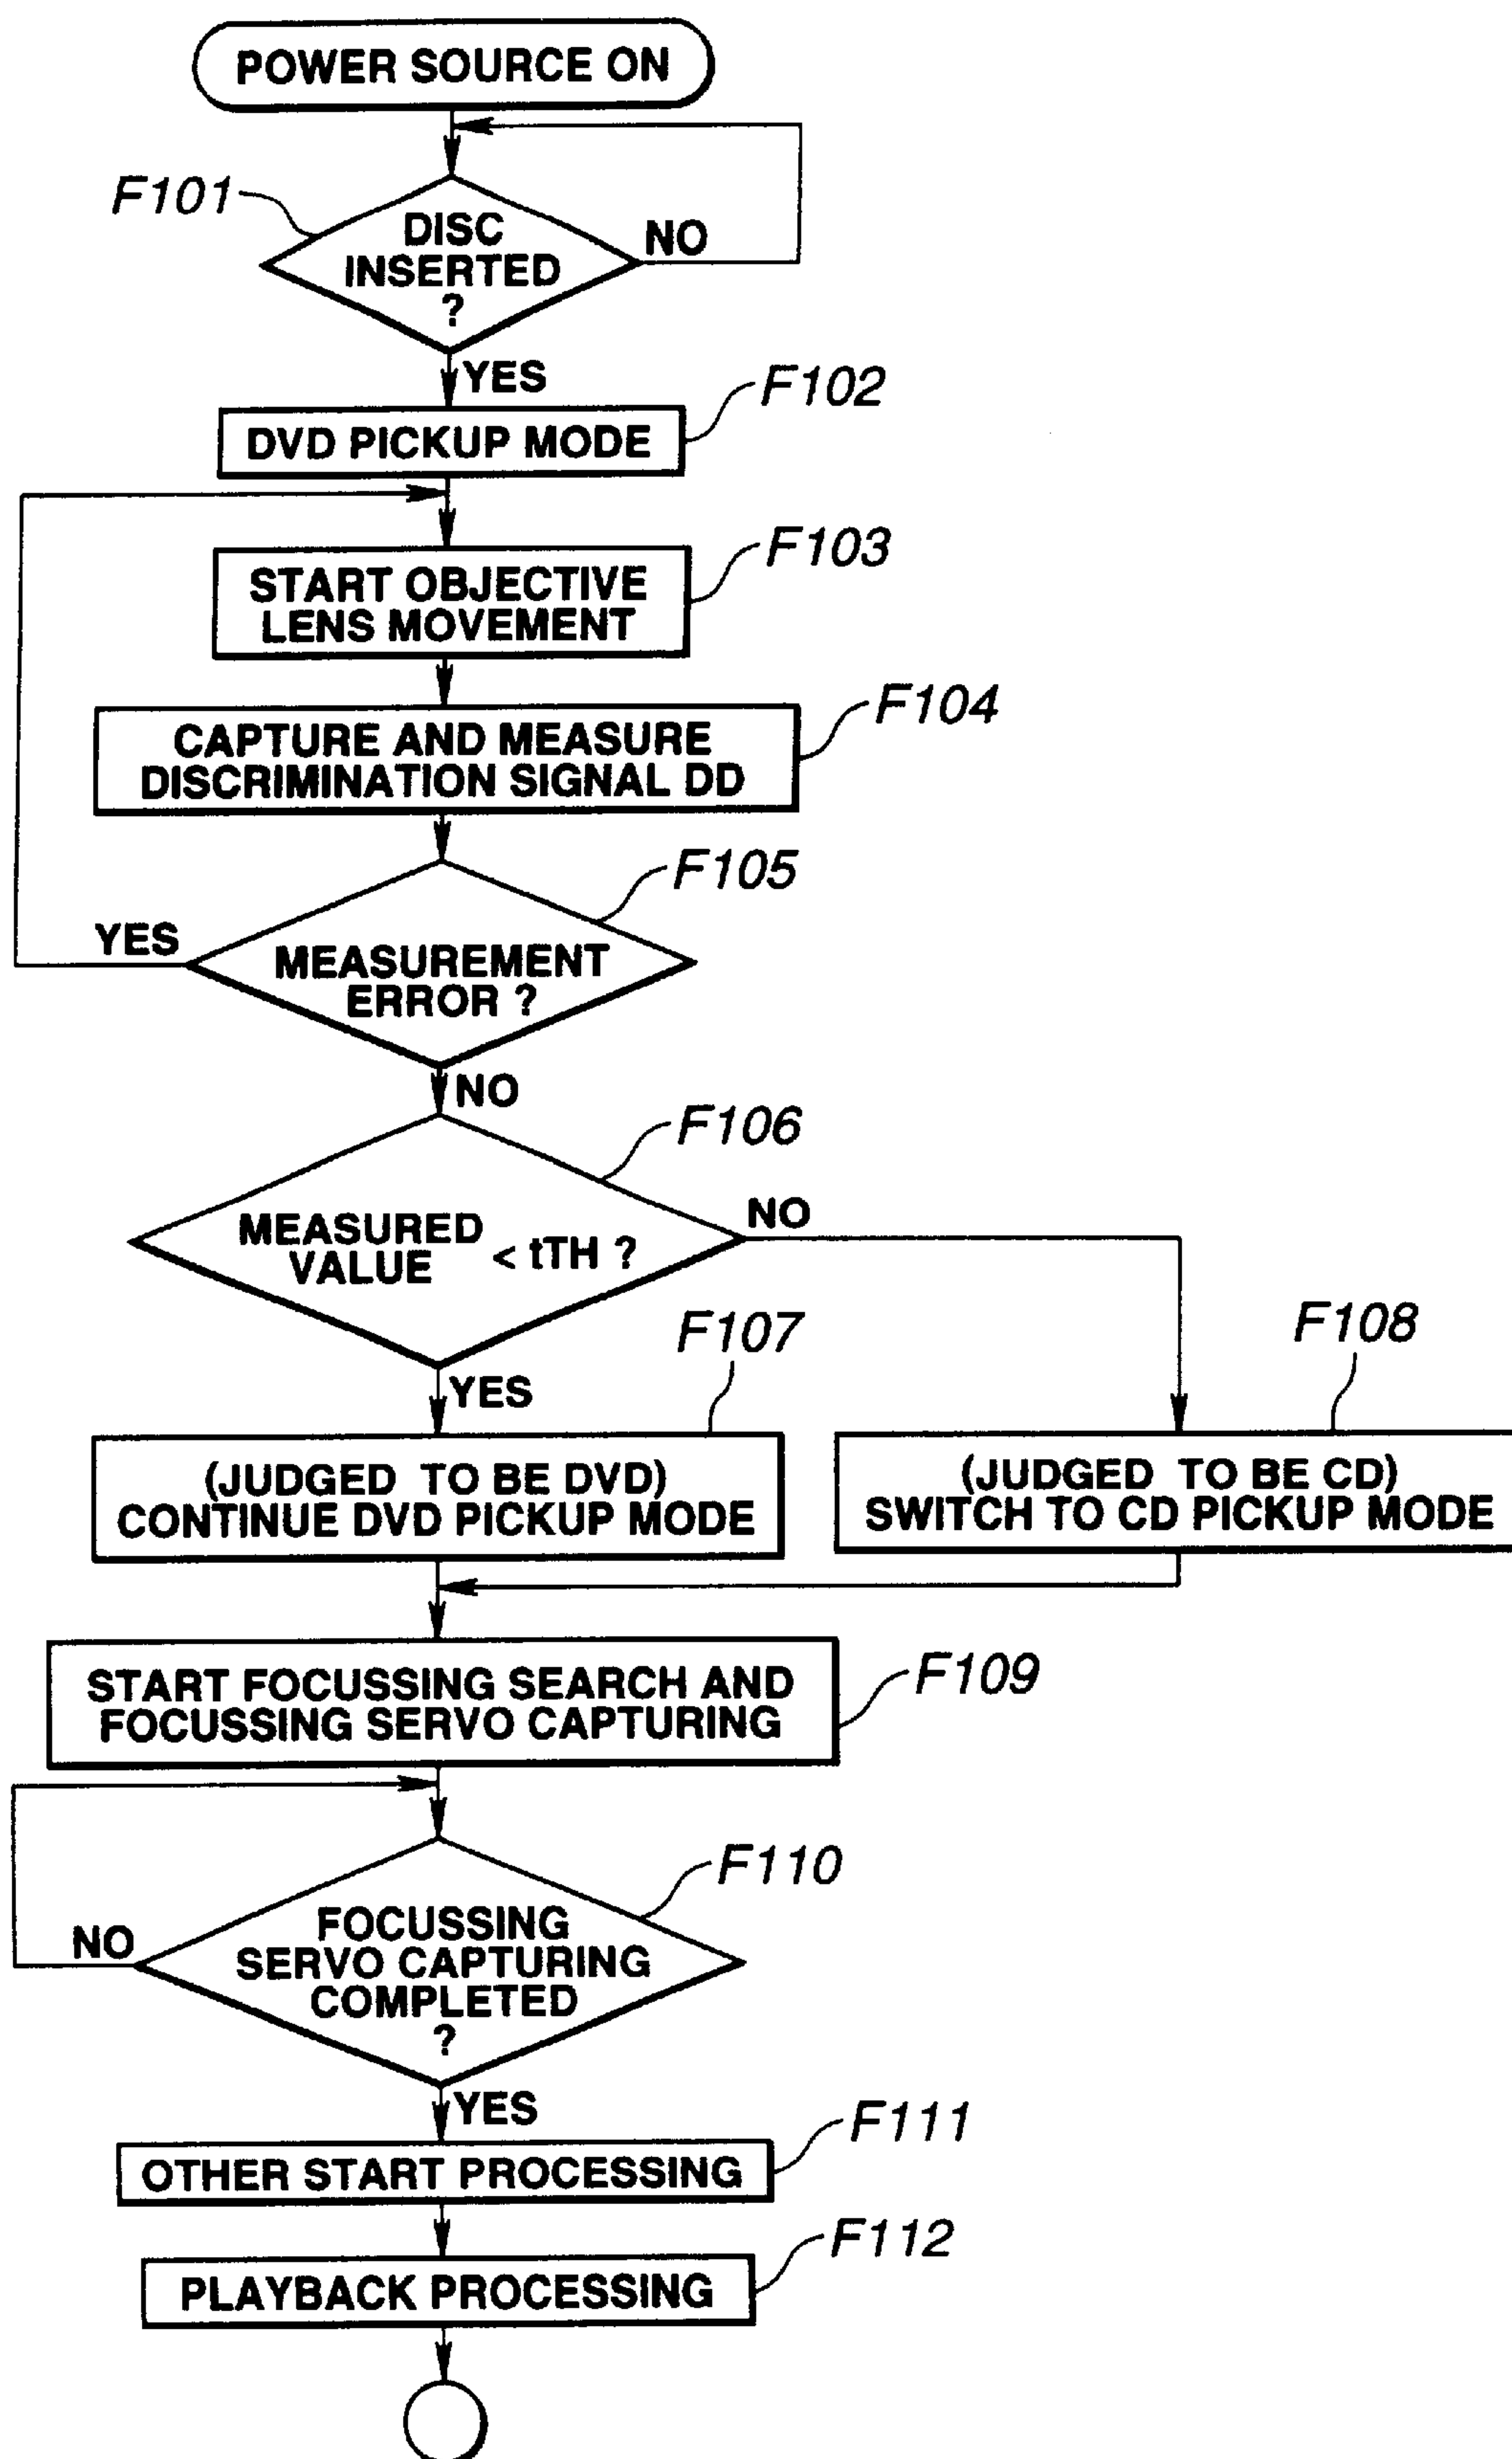 POWER SOURCE ON
F101
DISC
INSERTED
?
NO
YES
F102
DVD PICKUP MODE
F103
START OBJECTIVE
LENS MOVEMENT
F104
CAPTURE AND MEASURE
DISCRIMINATION SIGNAL DD
F105
YES
MEASUREMENT
ERROR ?
NO
F106
MEASURED
VALUE
< tTH ?
NO
YES
F107
(JUDGED TO BE DVD)
CONTINUE DVD PICKUP MODE
F108
(JUDGED TO BE CD)
SWITCH TO CD PICKUP MODE
START FOCUSSING SEARCH AND
FOCUSSING SERVO CAPTURING
F109
F110
NO
FOCUSSING
SERVO CAPTURING
COMPLETED
?
YES
F111
OTHER START PROCESSING
F112
PLAYBACK PROCESSING